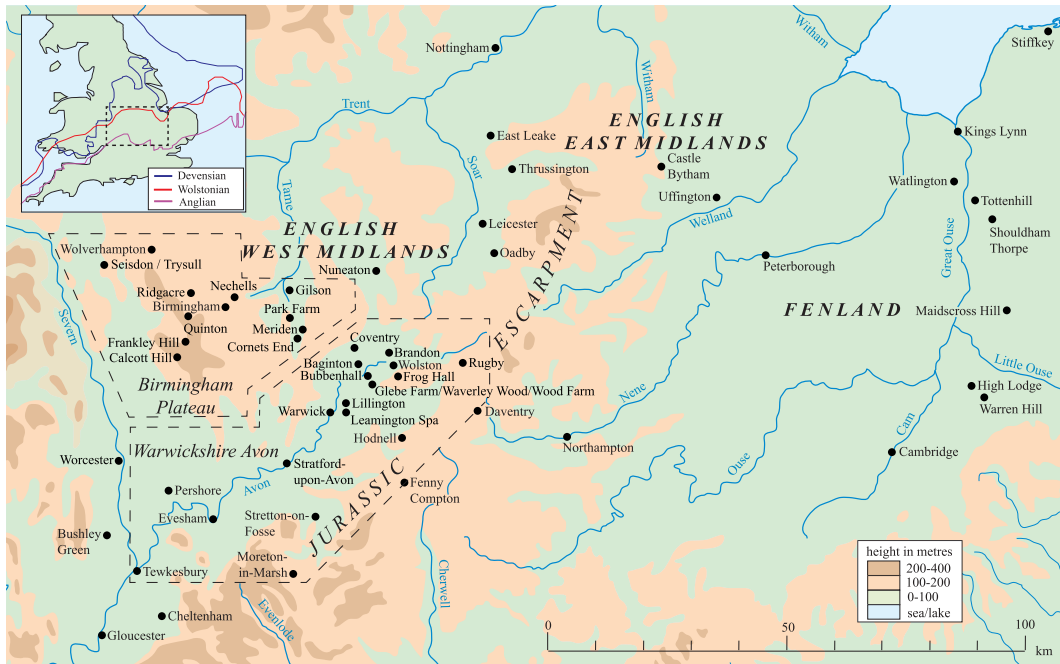 Devensian
Wolstonian
Anglian
Nottingham
Witham
Witham
Stiffkey
Trent
ENGLISH
EAST MIDLANDS
East Leake
Thrussington
Soar
Castle
Bytham
Uffington
Welland
Kings Lynn
Watlington
Tottenhill
Shouldham
Thorpe
Great Ouse
Tame
ENGLISH
WEST MIDLANDS
Leicester
Oadby
Nuneaton
Peterborough
FENLAND
Maidscross Hill
Little Ouse
High Lodge
Warren Hill
Wolverhampton
Seisdon / Trysull
Ridgacre
Nechells
Birmingham
Quinton
Frankley Hill
Calcott Hill
Gilson
Park Farm
Meriden
Cornets End
Severn
Birmingham
Plateau
JURASSIC ESCARPMENT
Coventry
Brandon
Baginton
Wolston
Bubbenhall
Frog Hall
Rugby
Glebe Farm/Waverley Wood/Wood Farm
Lillington
Warwick
Leamington Spa
Daventry
Hodnell
Nene
Northampton
Ouse
Cam
Cambridge
Warwickshire Avon
Worcester
Stratford-
upon-Avon
Avon
Fenny
Compton
Pershore
Evesham
Stretton-on-
Fosse
Bushley
Green
Moreton-
in-Marsh
Tewkesbury
Cherwell
Evenlode
Cheltenham
Gloucester
height in metres
200-400
100-200
0-100
sea/lake
0
50
100
km